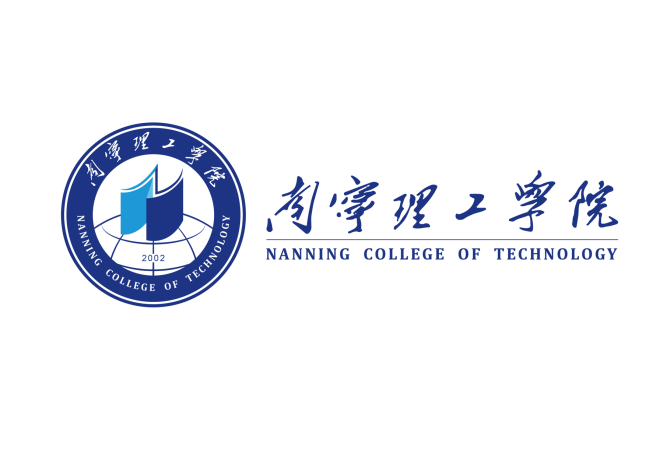 南宁理工学院
NANNING COLLEGE OF TECHNOLOGY
2002
南宁理工学院
NANNING COLLEGE OF TECHNOLOGY